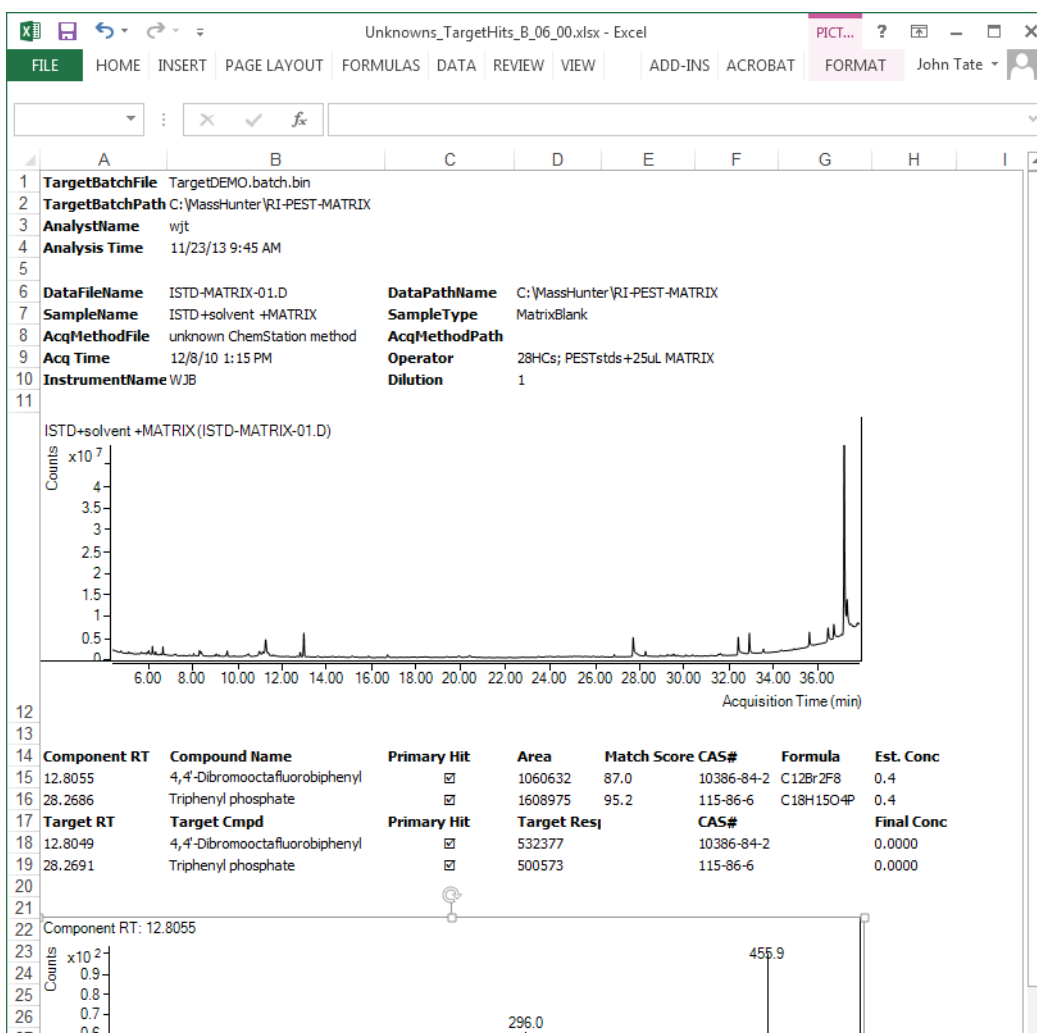 Unknowns_TargetHits_B_06_00.xlsx - Excel PICT... ?
FILE HOME INSERT PAGE LAYOUT FORMULAS DATA REVIEW VIEW ADD-INS ACROBAT FORMAT John Tate
fx
A B C D E F G H I
1 TargetBatchFile TargetDEMO.batch.bin
2 TargetBatchPath C:\MassHunter\RI-PEST-MATRIX
3 AnalystName wjt
4 Analysis Time 11/23/13 9:45 AM
5
6 DataFileName ISTD-MATRIX-01.D DataPathName C:\MassHunter\RI-PEST-MATRIX
7 SampleName ISTD+solvent +MATRIX SampleType MatrixBlank
8 AcqMethodFile unknown ChemStation method AcqMethodPath
9 Acq Time 12/8/10 1:15 PM Operator 28HCs; PESTstds+25uL MATRIX
10 InstrumentName WJB Dilution 1
11
ISTD+solvent +MATRIX (ISTD-MATRIX-01.D)
Counts
x10 7
4
3.5
3
2.5
2
1.5
1
0.5
0
6.00 8.00 10.00 12.00 14.00 16.00 18.00 20.00 22.00 24.00 26.00 28.00 30.00 32.00 34.00 36.00
Acquisition Time (min)
12
13
14 Component RT Compound Name Primary Hit Area Match Score CAS# Formula Est. Conc
15 12.8055 4,4'-Dibromooctafluorobiphenyl ☑ 1060632 87.0 10386-84-2 C12Br2F8 0.4
16 28.2686 Triphenyl phosphate ☑ 1608975 95.2 115-86-6 C18H15O4P 0.4
17 Target RT Target Cmpd Primary Hit Target Resp CAS# Final Conc
18 12.8049 4,4'-Dibromooctafluorobiphenyl ☑ 532377 10386-84-2 0.0000
19 28.2691 Triphenyl phosphate ☑ 500573 115-86-6 0.0000
20
21
22 Component RT: 12.8055
23 Counts x10 2 455.9
24 0.9
25 0.8
26 0.7 296.0